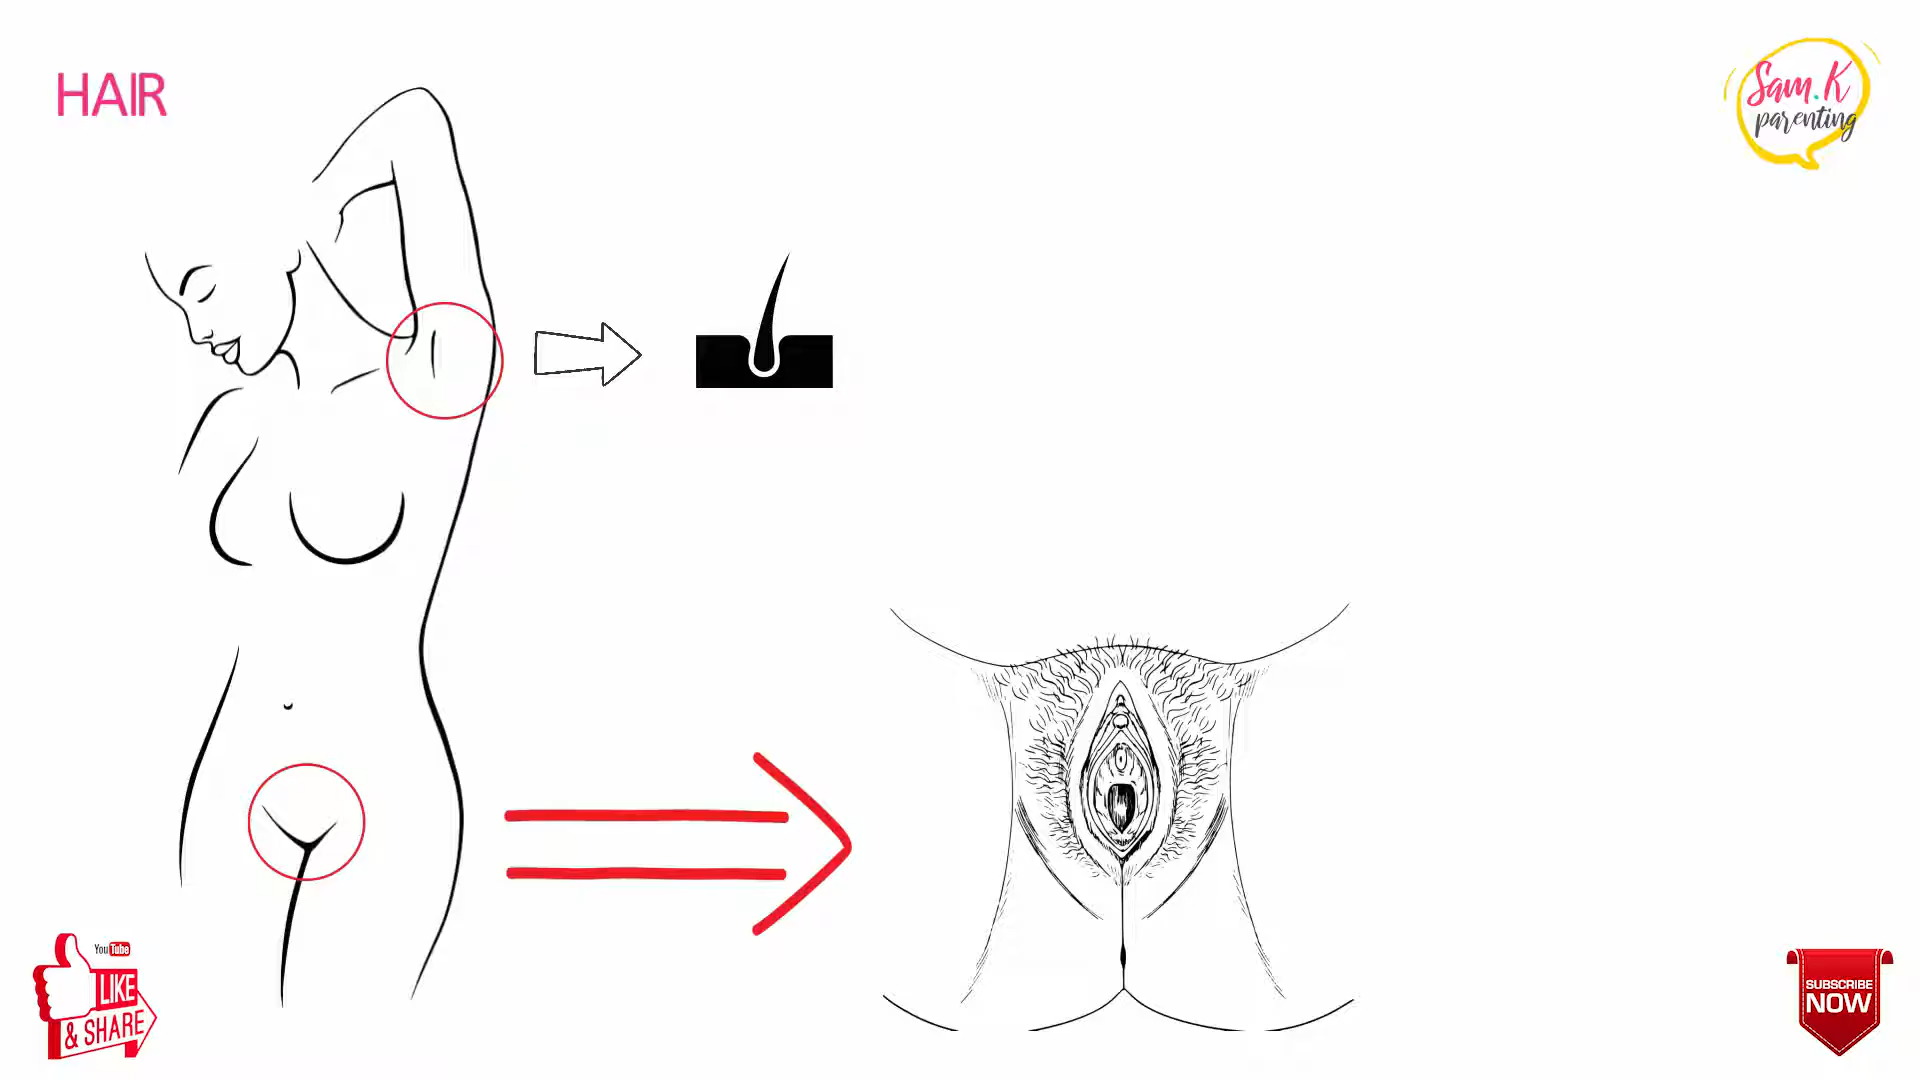 HAIR
Sam.K
parenting
YouTube
LIKE
& SHARE
SUBSCRIBE
NOW